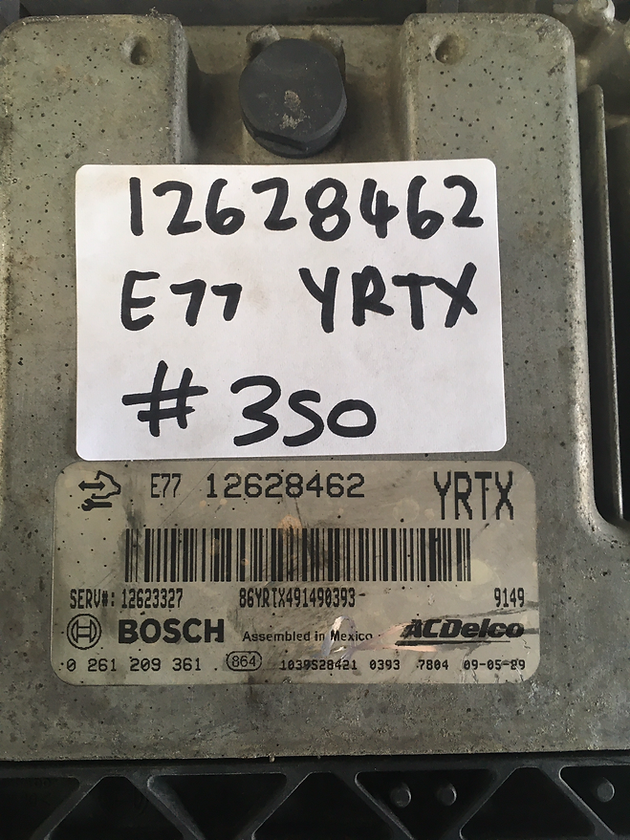 12628462
E77 YRTX
# 350
E77 12628462 YRTX
SERV#: 12623327 86YRTX491490393 9149
BOSCH Assembled in Mexico ACDelco
0 261 209 361 864 1039S28421 0393 7804 09-05-29